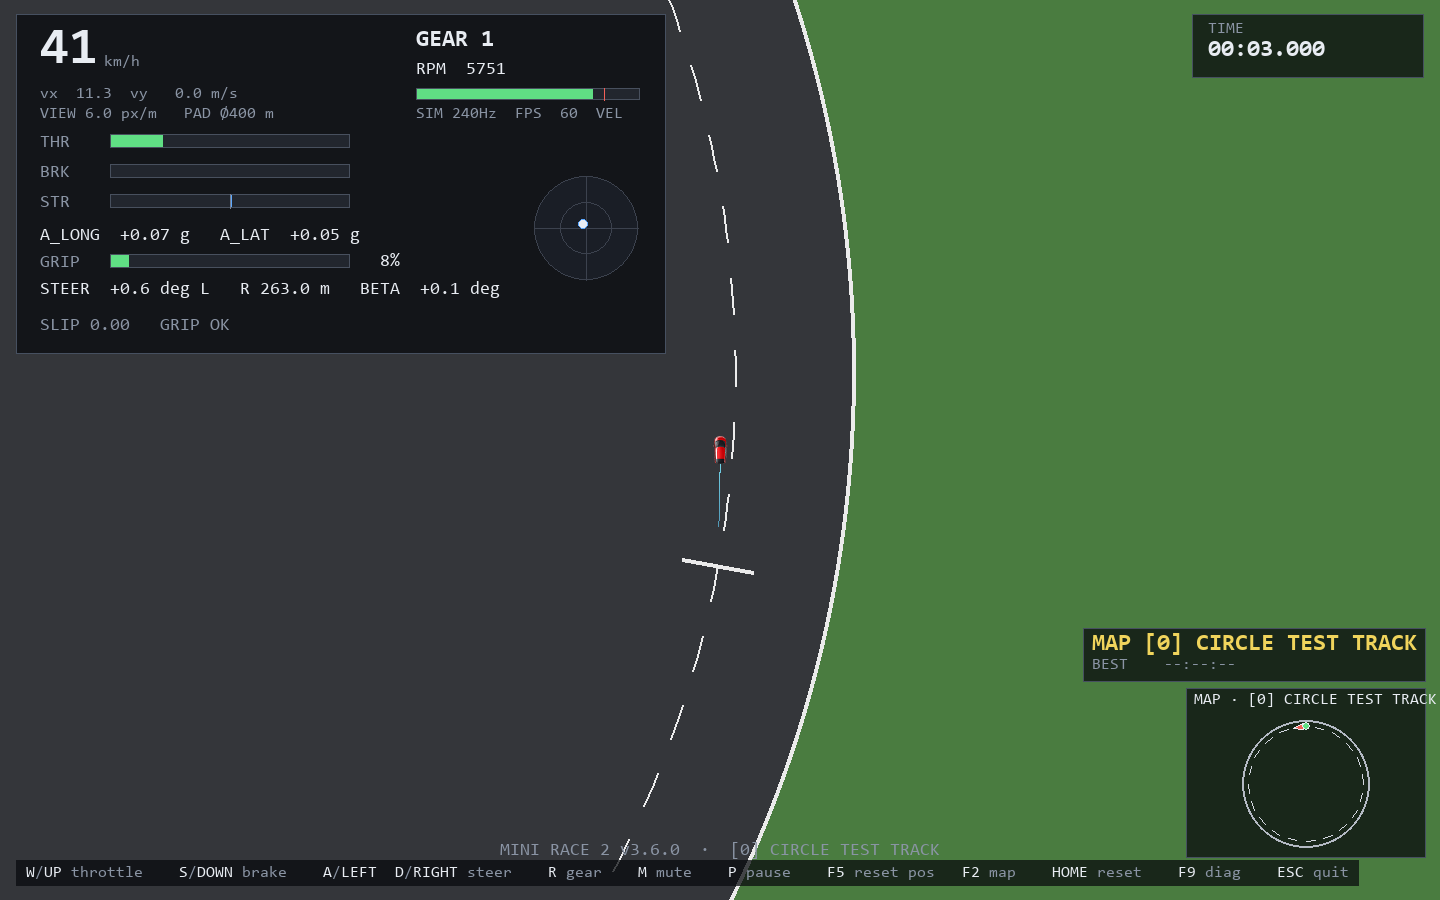 41 km/h
GEAR 1
RPM 5751
vx 11.3 vy 0.0 m/s
VIEW 6.0 px/m PAD Ø400 m
SIM 240Hz FPS 60 VEL
THR
BRK
STR
A_LONG +0.07 g A_LAT +0.05 g
GRIP 8%
STEER +0.6 deg L R 263.0 m BETA +0.1 deg
SLIP 0.00 GRIP OK
TIME
00:03.000
MAP [0] CIRCLE TEST TRACK
BEST --:--:--
MAP · [0] CIRCLE TEST TRACK
MINI RACE 2 v3.6.0 · [0] CIRCLE TEST TRACK
W/UP throttle S/DOWN brake A/LEFT D/RIGHT steer R gear M mute P pause F5 reset pos F2 map HOME reset F9 diag ESC quit